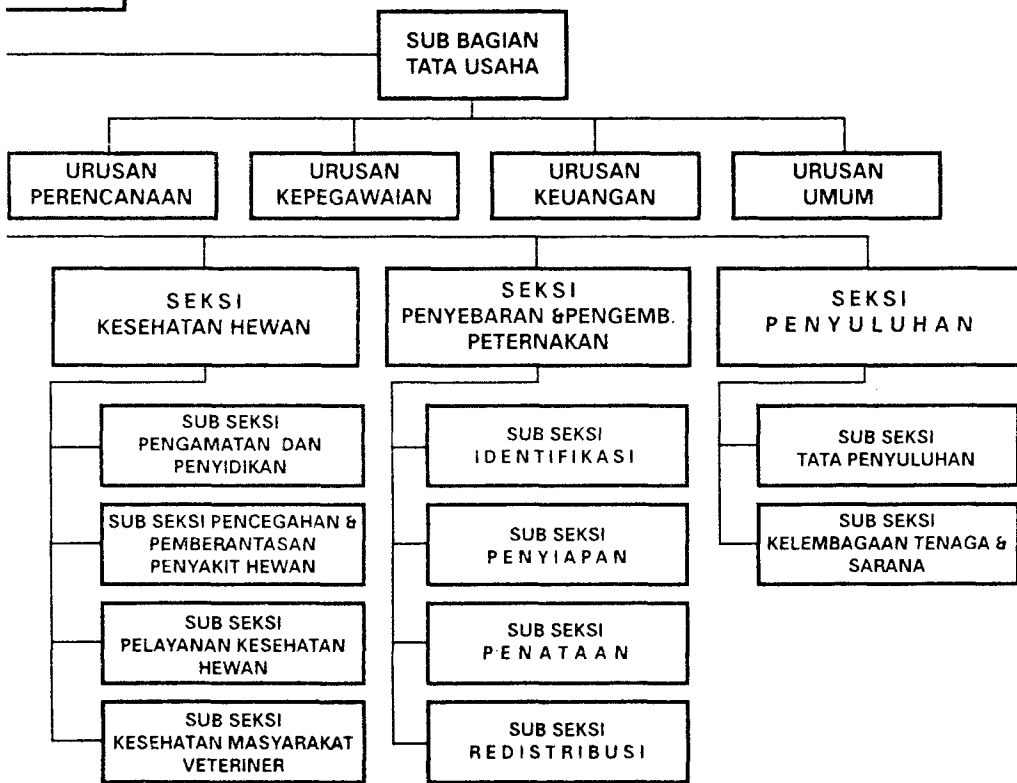 SUB BAGIAN
TATA USAHA
URUSAN
PERENCANAAN
URUSAN
KEPEGAWAIAN
URUSAN
KEUANGAN
URUSAN
UMUM
SEKSI
KESEHATAN HEWAN
SEKSI
PENYEBARAN &PENGEMB.
PETERNAKAN
SEKSI
PENYULUHAN
SUB SEKSI
PENGAMATAN DAN
PENYIDIKAN
SUB SEKSI PENCEGAHAN &
PEMBERANTASAN
PENYAKIT HEWAN
SUB SEKSI
PELAYANAN KESEHATAN
HEWAN
SUB SEKSI
KESEHATAN MASYARAKAT
VETERINER
SUB SEKSI
IDENTIFIKASI
SUB SEKSI
PENYIAPAN
SUB SEKSI
PENATAAN
SUB SEKSI
REDISTRIBUSI
SUB SEKSI
TATA PENYULUHAN
SUB SEKSI
KELEMBAGAAN TENAGA &
SARANA